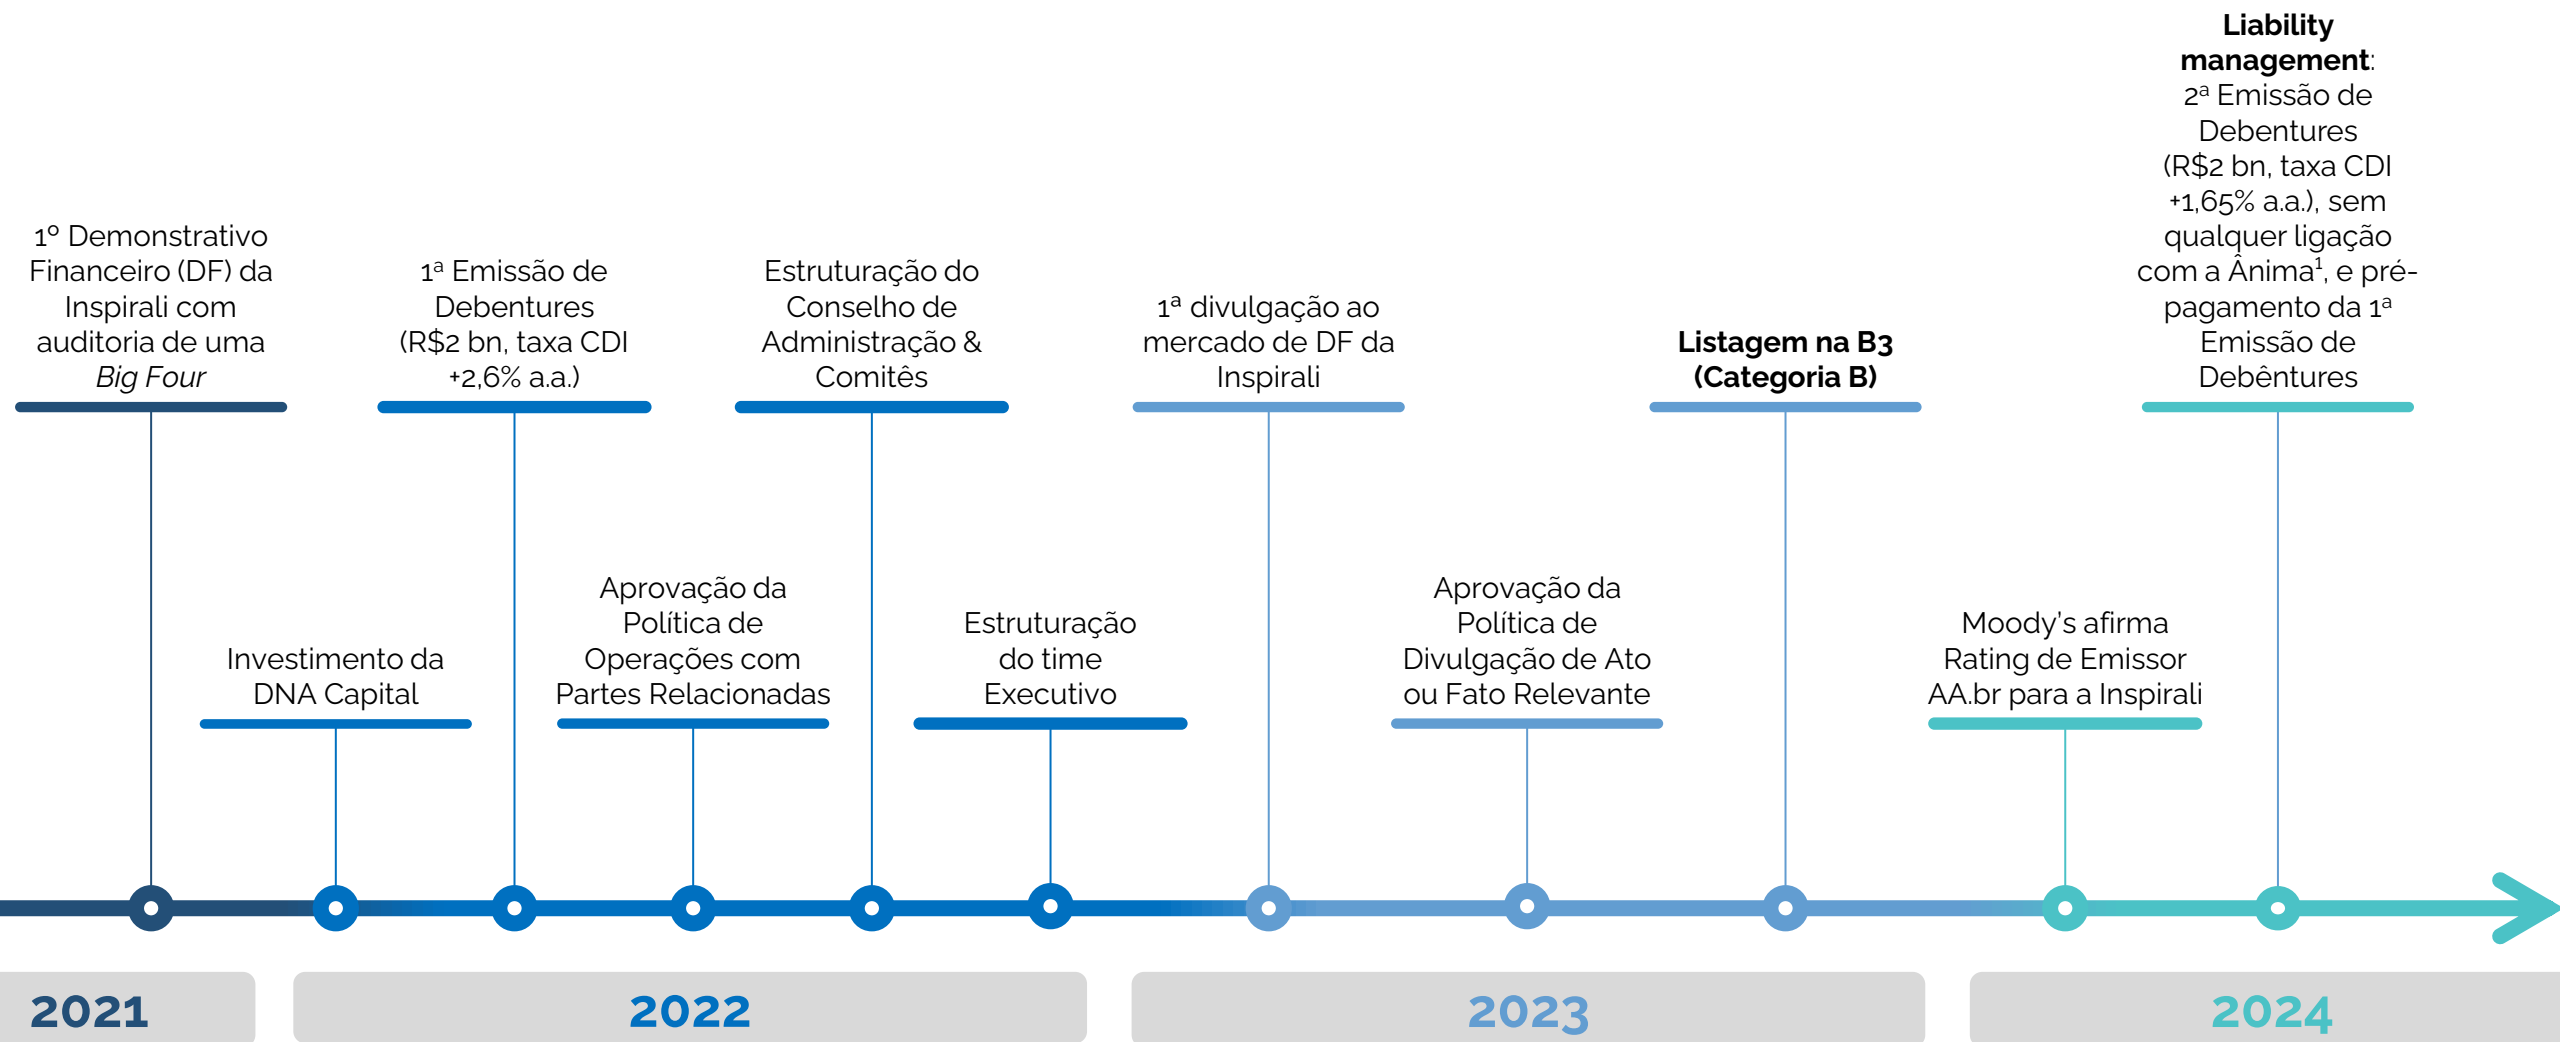 1º Demonstrativo
Financeiro (DF) da
Inspirali com
auditoria de uma
Big Four
Investimento da
DNA Capital
1ª Emissão de
Debentures
(R$2 bn, taxa CDI
+2,6% a.a.)
Aprovação da
Política de
Operações com
Partes Relacionadas
Estruturação do
Conselho de
Administração &
Comitês
Estruturação
do time
Executivo
1ª divulgação ao
mercado de DF da
Inspirali
Aprovação da
Política de
Divulgação de Ato
ou Fato Relevante
Listagem na B3
(Categoria B)
Moody’s afirma
Rating de Emissor
AA.br para a Inspirali
Liability
management:
2ª Emissão de
Debentures
(R$2 bn, taxa CDI
+1,65% a.a.), sem
qualquer ligação
com a Ânima¹, e pré-
pagamento da 1ª
Emissão de
Debêntures
2021
2022
2023
2024